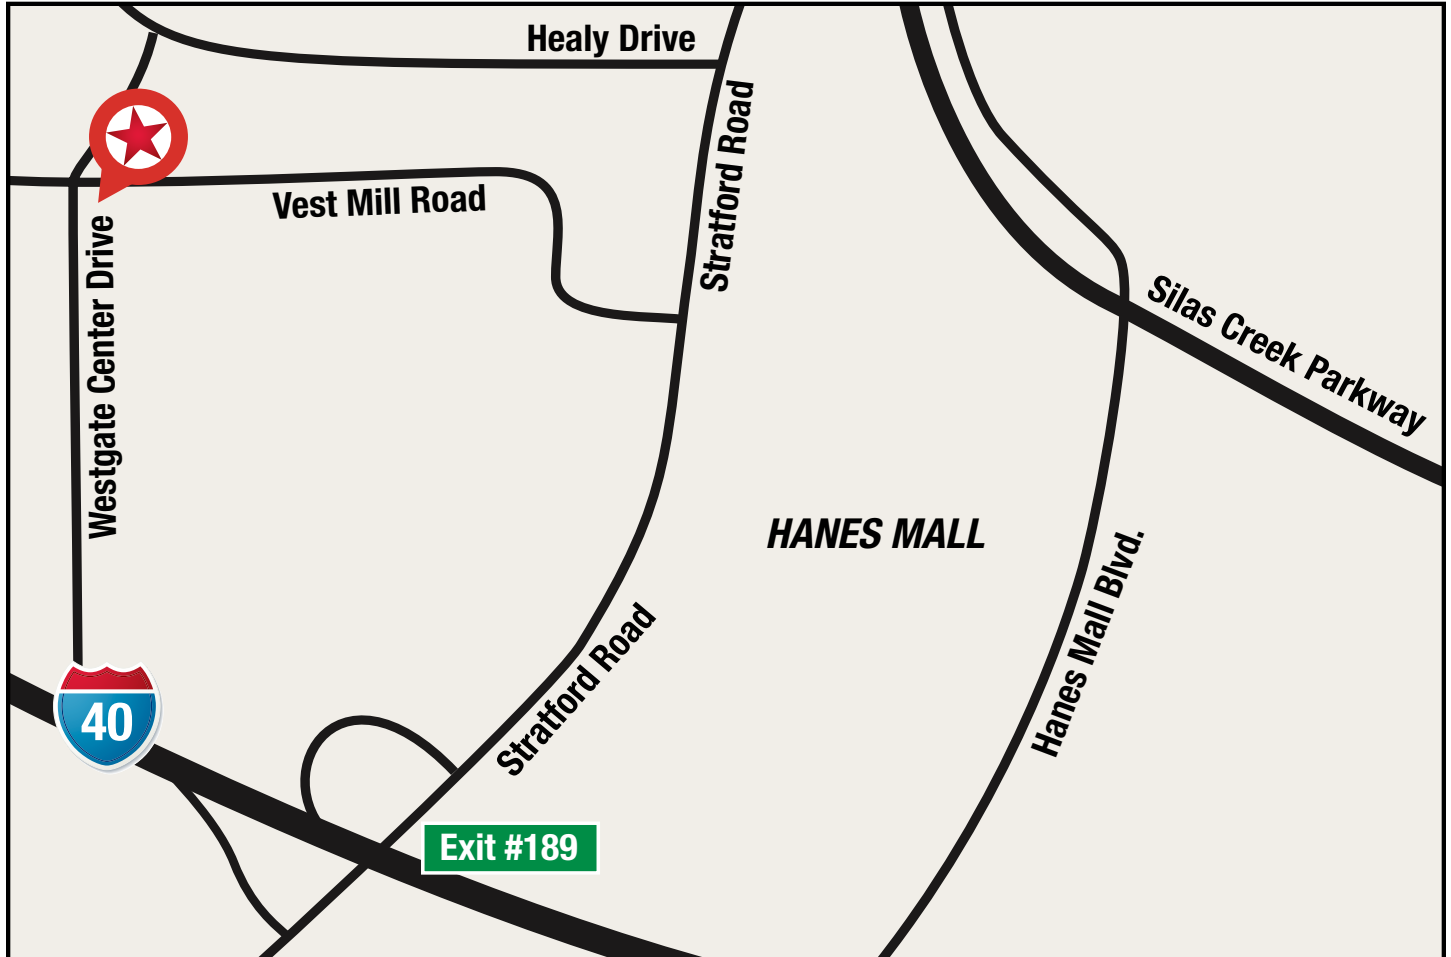 Healy Drive
Stratford Road
Vest Mill Road
Westgate Center Drive
Silas Creek Parkway
HANES MALL
Hanes Mall Blvd.
Stratford Road
40
Exit #189